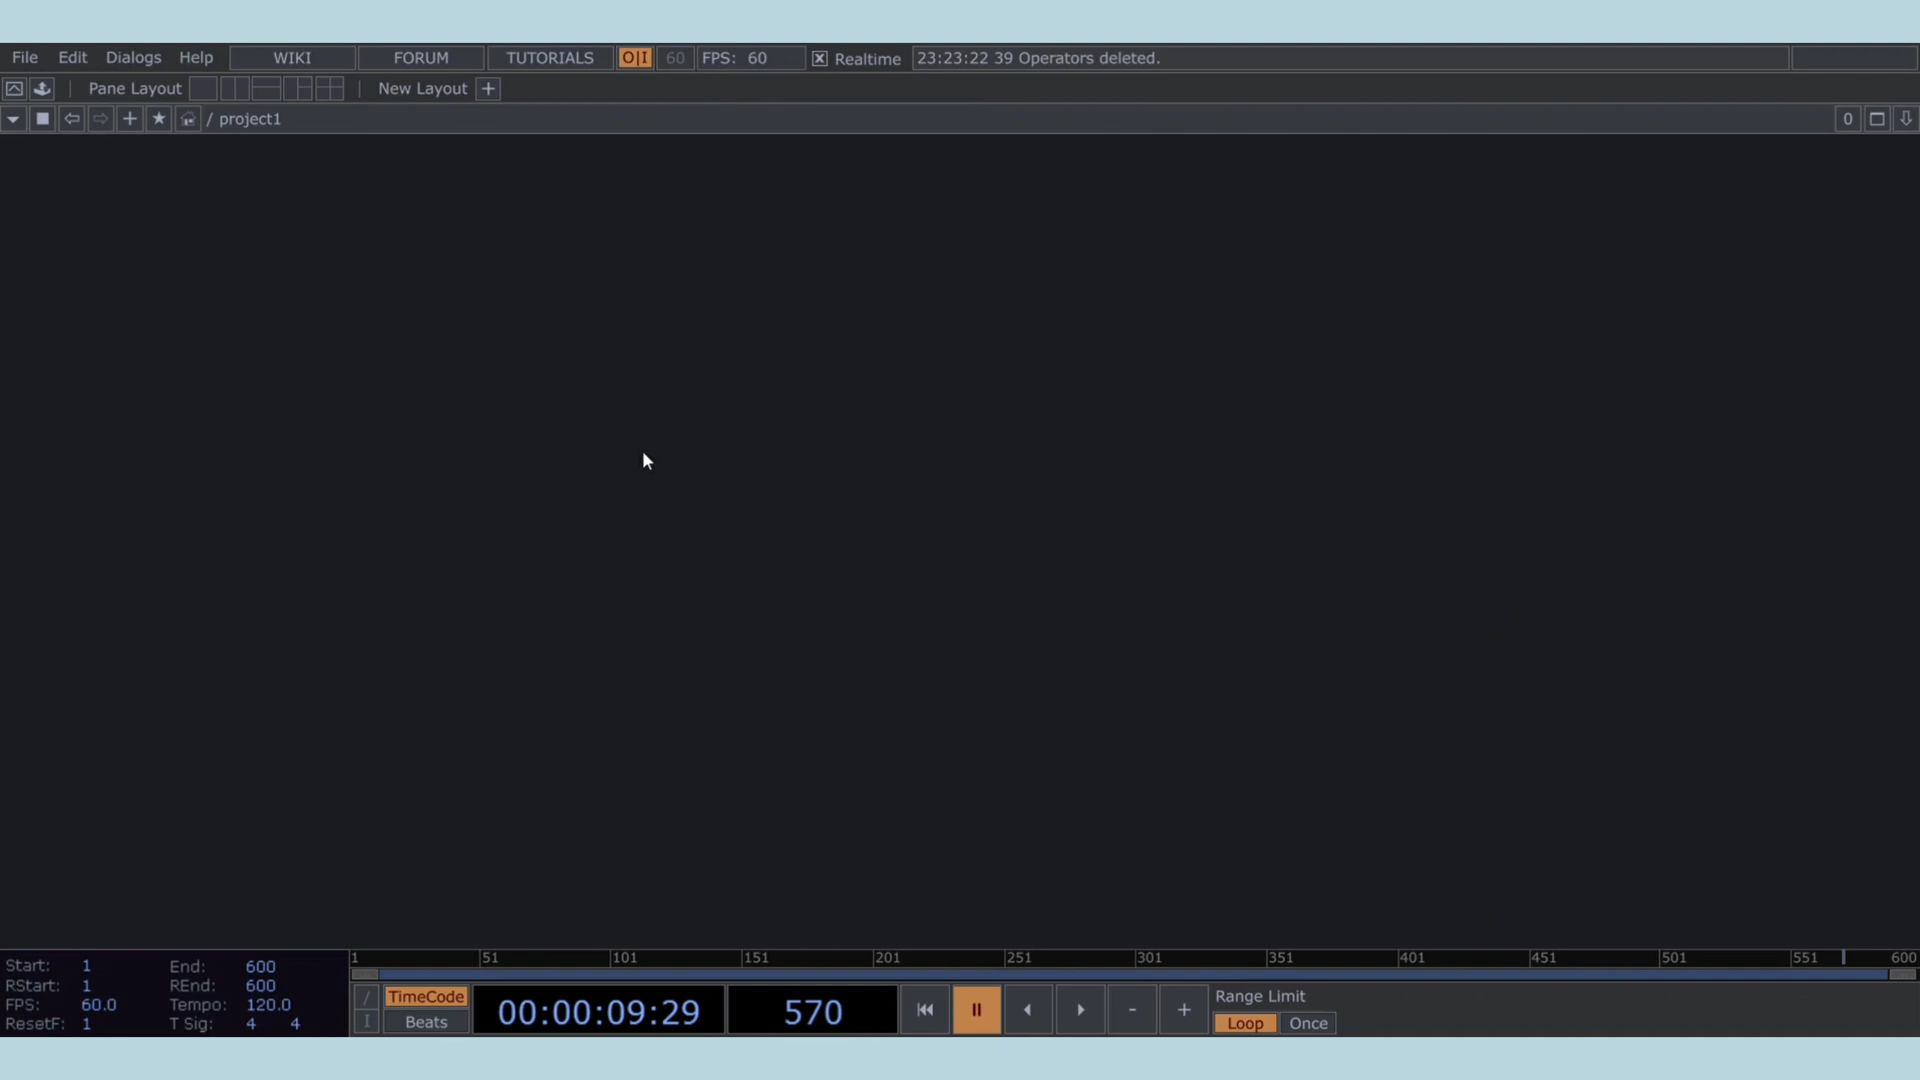 File Edit Dialogs Help WIKI FORUM TUTORIALS O|I 60 FPS: 60 Realtime 23:23:22 39 Operators deleted.
Pane Layout New Layout +
/ project1 0
1 51 101 151 201 251 301 351 401 451 501 551 600
Start: 1 End: 600
RStart: 1 REnd: 600
FPS: 60.0 Tempo: 120.0
ResetF: 1 T Sig: 4 4
/ TimeCode 00:00:09:29 570 - + Range Limit
I Beats Loop Once